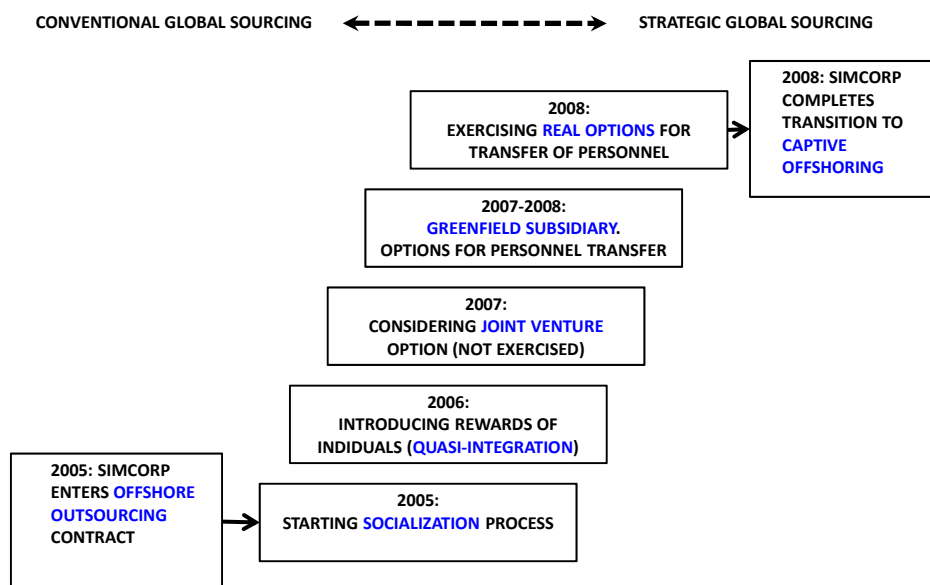 CONVENTIONAL GLOBAL SOURCING
STRATEGIC GLOBAL SOURCING
2008: SIMCORP
COMPLETES
TRANSITION TO
CAPTIVE
OFFSHORING
2008:
EXERCISING REAL OPTIONS FOR
TRANSFER OF PERSONNEL
2007-2008:
GREENFIELD SUBSIDIARY.
OPTIONS FOR PERSONNEL TRANSFER
2007:
CONSIDERING JOINT VENTURE
OPTION (NOT EXERCISED)
2006:
INTRODUCING REWARDS OF
INDIDUALS (QUASI-INTEGRATION)
2005: SIMCORP
ENTERS OFFSHORE
OUTSOURCING
CONTRACT
2005:
STARTING SOCIALIZATION PROCESS